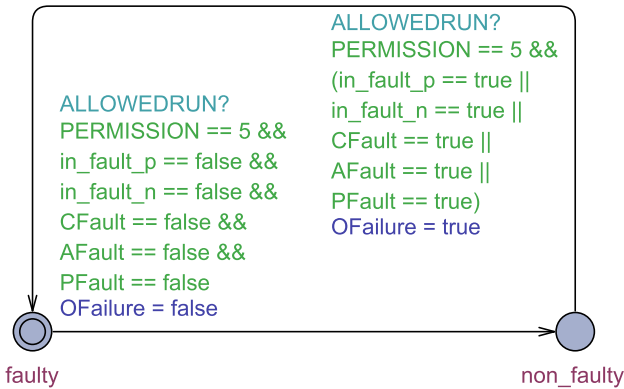 ALLOWEDRUN?
PERMISSION == 5 &&
(in_fault_p == true ||
in_fault_n == true ||
CFault == true ||
AFault == true ||
PFault == true)
OFailure = true
ALLOWEDRUN?
PERMISSION == 5 &&
in_fault_p == false &&
in_fault_n == false &&
CFault == false &&
AFault == false &&
PFault == false
OFailure = false
faulty
non_faulty